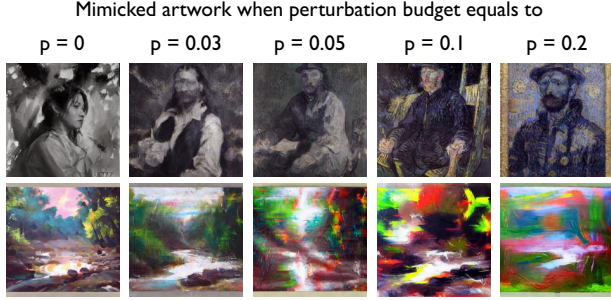 Mimicked artwork when perturbation budget equals to
p = 0 p = 0.03 p = 0.05 p = 0.1 p = 0.2